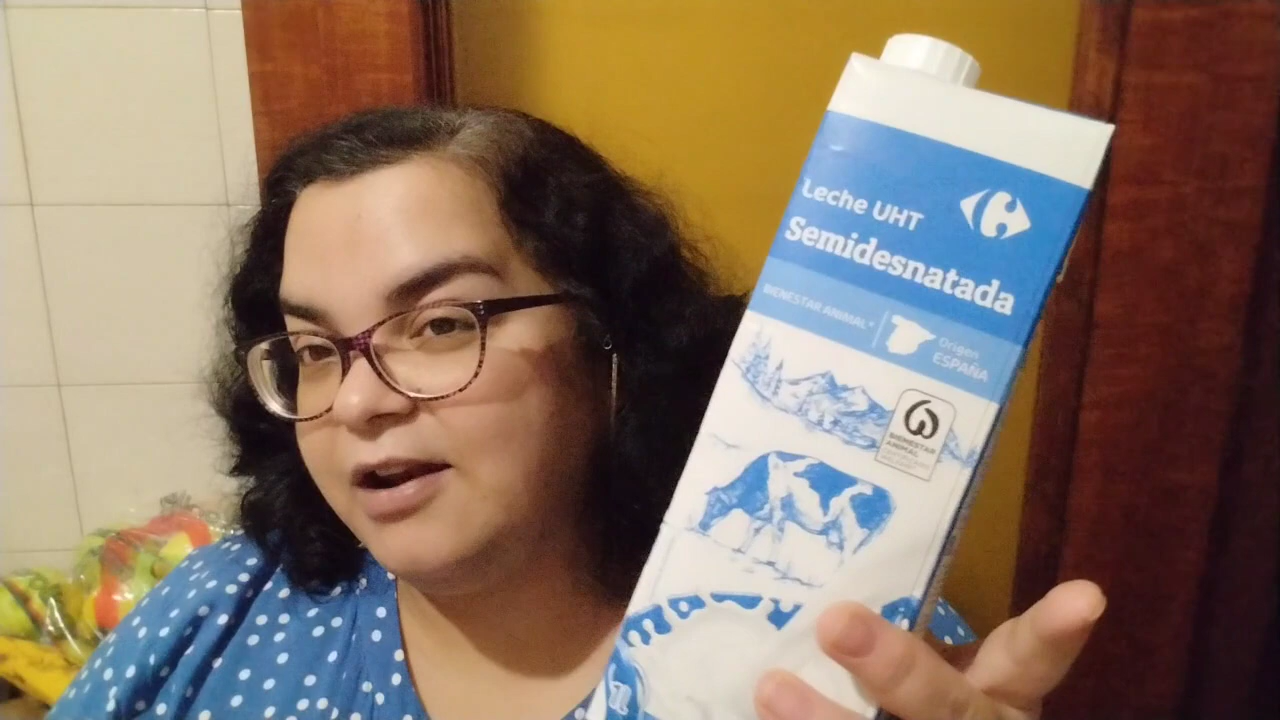 Leche UHT
Semidesnatada
BIENESTAR ANIMAL*
Origen
ESPAÑA
BIENESTAR
ANIMAL